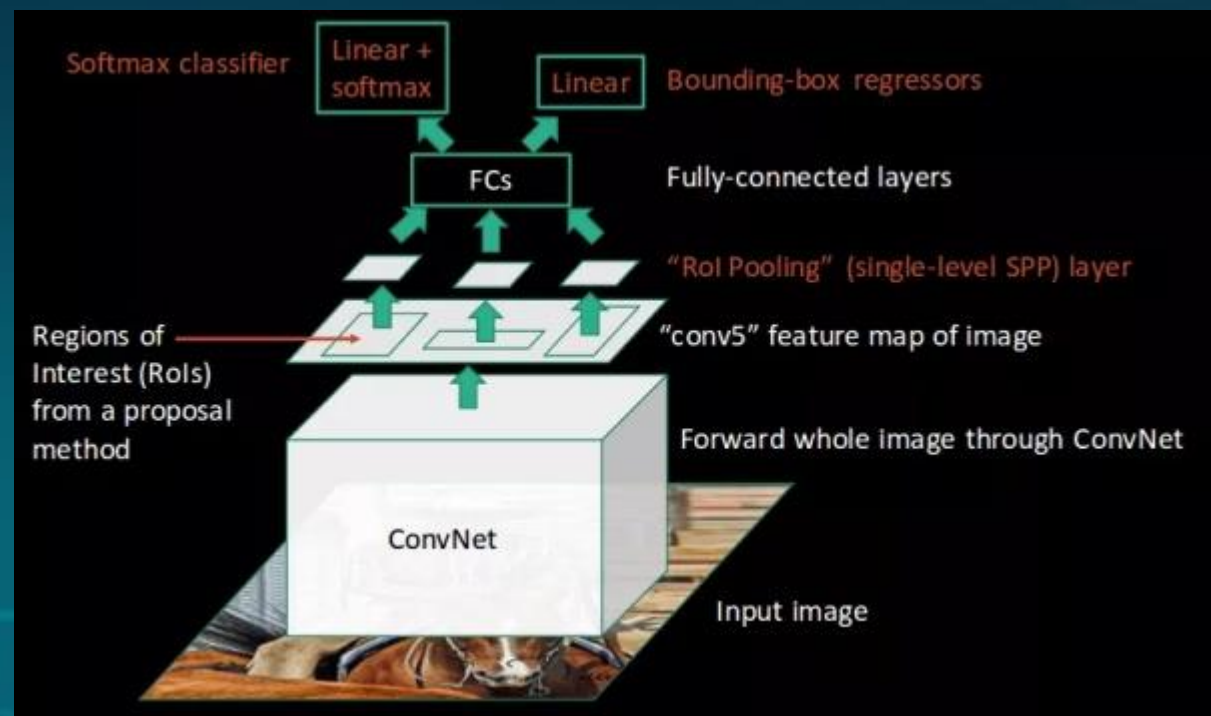 Softmax classifier
Linear +
softmax
Linear
Bounding-box regressors
FCs
Fully-connected layers
"RoI Pooling" (single-level SPP) layer
Regions of
Interest (RoIs)
from a proposal
method
"conv5" feature map of image
Forward whole image through ConvNet
ConvNet
Input image